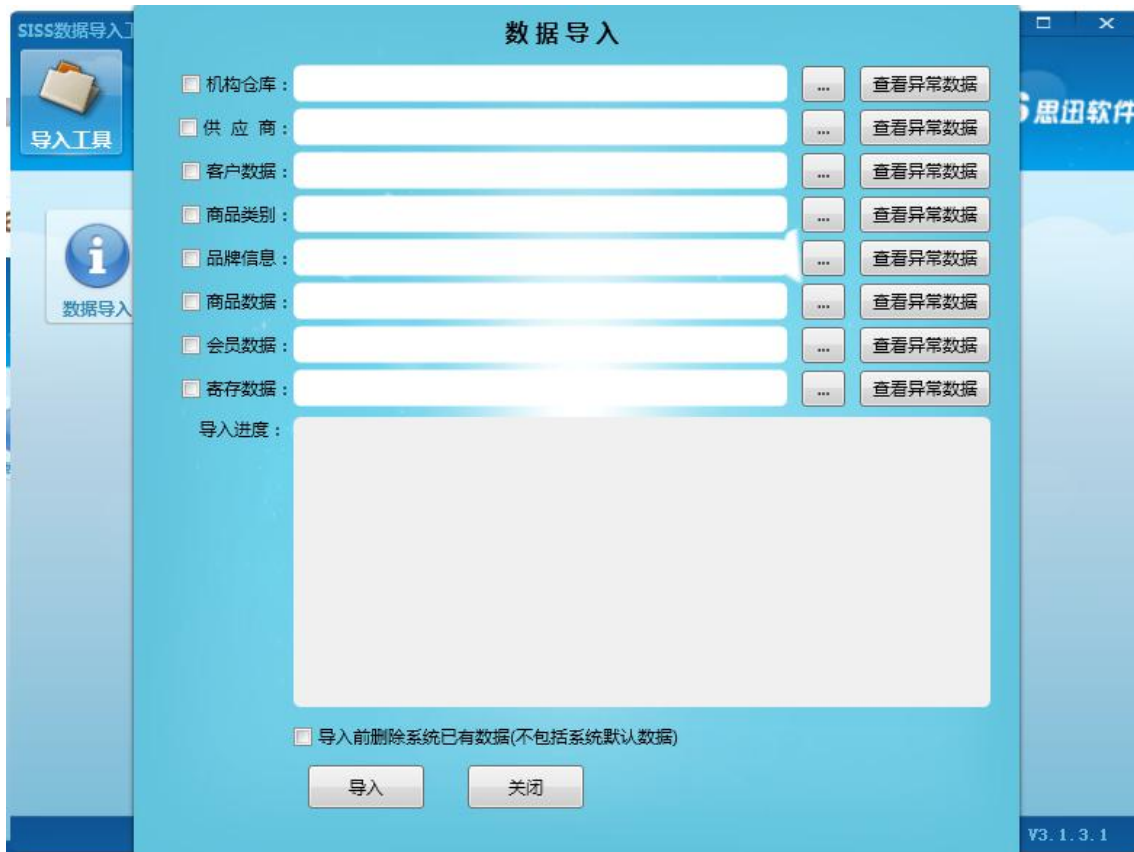 SISS数据导入工
数据导入
导入工具
思迅软件
机构仓库： ... 查看异常数据
供 应 商： ... 查看异常数据
客户数据： ... 查看异常数据
商品类别： ... 查看异常数据
品牌信息： ... 查看异常数据
商品数据： ... 查看异常数据
会员数据： ... 查看异常数据
寄存数据： ... 查看异常数据
数据导入
导入进度：
导入前删除系统已有数据(不包括系统默认数据)
导入 关闭
V3.1.3.1